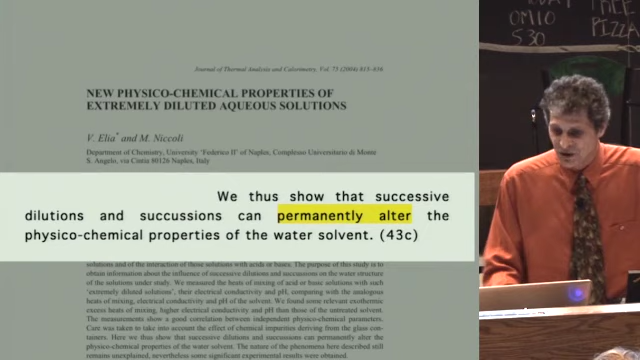 Journal of Thermal Analysis and Calorimetry, Vol. 75 (2004) 815–836
NEW PHYSICO-CHEMICAL PROPERTIES OF
EXTREMELY DILUTED AQUEOUS SOLUTIONS
V. Elia* and M. Niccoli
Department of Chemistry, University ‘Federico II’ of Naples, Complesso Universitario di Monte
S. Angelo, via Cintia 80126 Naples, Italy
We thus show that successive
dilutions and succussions can permanently alter the
physico-chemical properties of the water solvent. (43c)
solutions and of the interaction of those solutions with acids or bases. The purpose of this study is to
obtain information about the influence of successive dilutions and succussions on the water structure
of the solutions under study. We measured the heats of mixing of acid or basic solutions with such
‘extremely diluted solutions’, their electrical conductivity and pH, comparing with the analogous
heats of mixing, electrical conductivity and pH of the solvent. We found some relevant exothermic
excess heats of mixing, higher electrical conductivity and pH than those of the untreated solvent.
The measurements show a good correlation between independent physico-chemical parameters.
Care was taken to take into account the effect of chemical impurities deriving from the glass con-
tainers. Here we thus show that successive dilutions and succussions can permanently alter the
physico-chemical properties of the water solvent. The nature of the phenomena here described still
remains unexplained, nevertheless some significant experimental results were obtained.
OM10
530
FREE
PIZZA